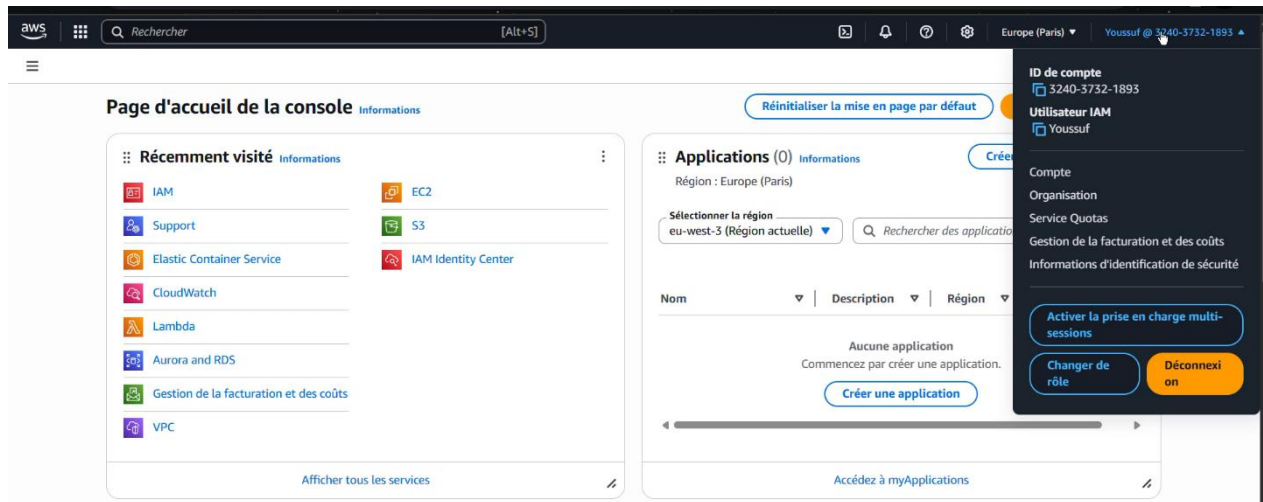 aws
Rechercher [Alt+S]
Europe (Paris) ▼
Youssuf @ 3240-3732-1893 ▲
Page d'accueil de la console Informations
Réinitialiser la mise en page par défaut
Récemment visité Informations
IAM
Support
Elastic Container Service
CloudWatch
Lambda
Aurora and RDS
Gestion de la facturation et des coûts
VPC
EC2
S3
IAM Identity Center
Afficher tous les services
Applications (0) Informations
Région : Europe (Paris)
Sélectionner la région
eu-west-3 (Région actuelle)
Rechercher des applicatio
Nom
Description
Région
Aucune application
Commencez par créer une application.
Créer une application
Accédez à myApplications
ID de compte
3240-3732-1893
Utilisateur IAM
Youssuf
Compte
Organisation
Service Quotas
Gestion de la facturation et des coûts
Informations d'identification de sécurité
Activer la prise en charge multi-
sessions
Changer de
rôle
Déconnexi
on